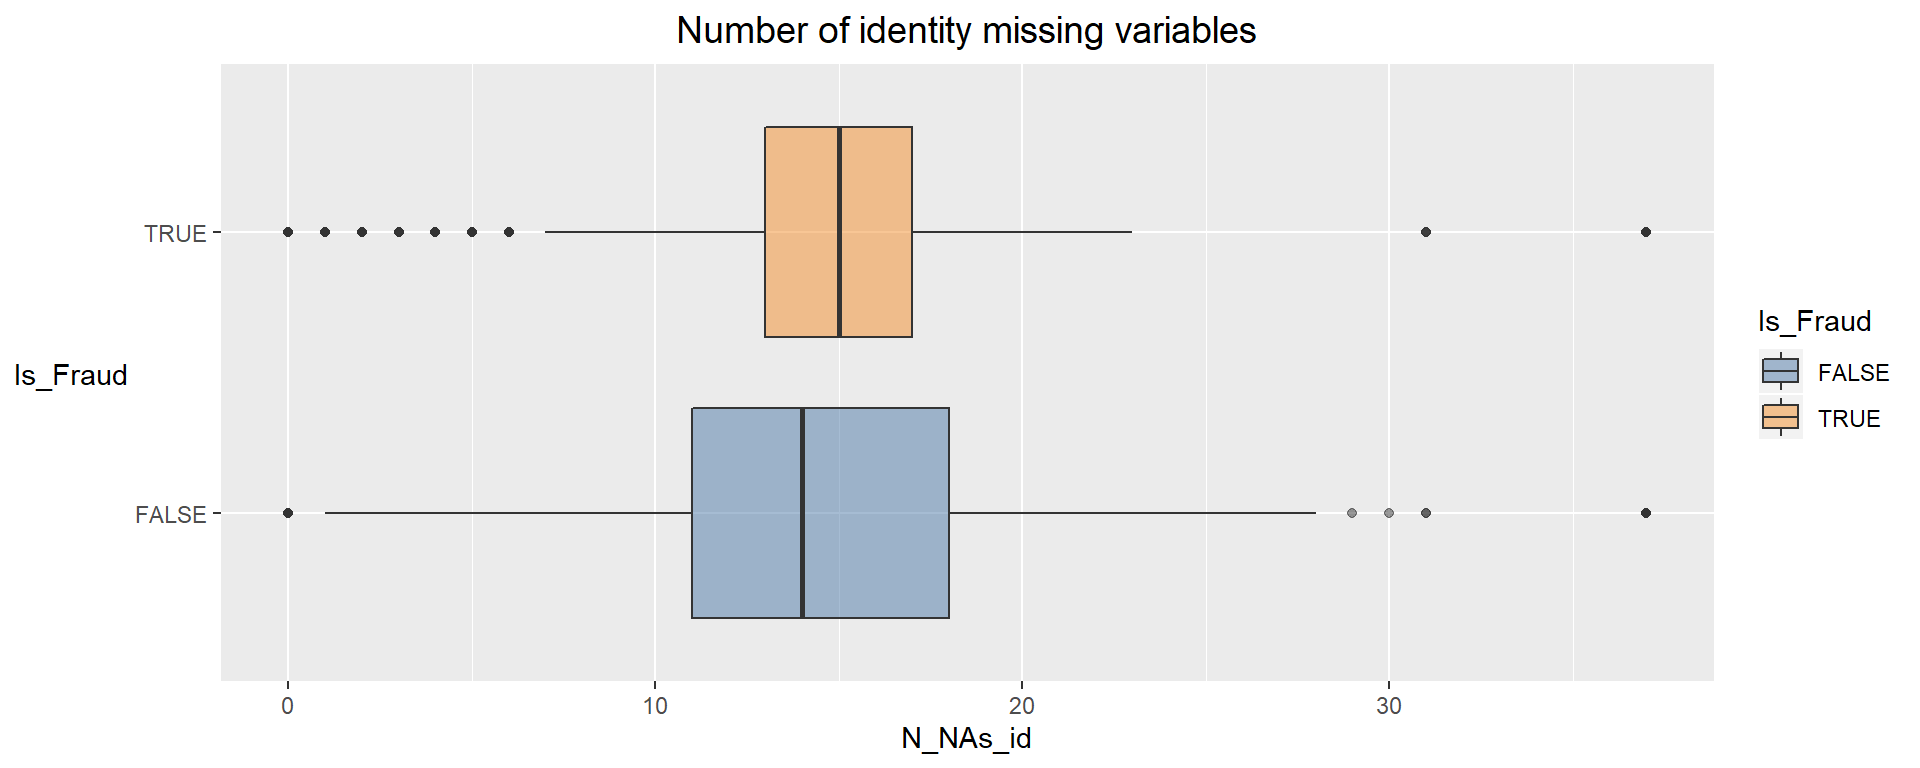 Number of identity missing variables
TRUE
FALSE
Is_Fraud
0 10 20 30
N_NAs_id
Is_Fraud
FALSE
TRUE